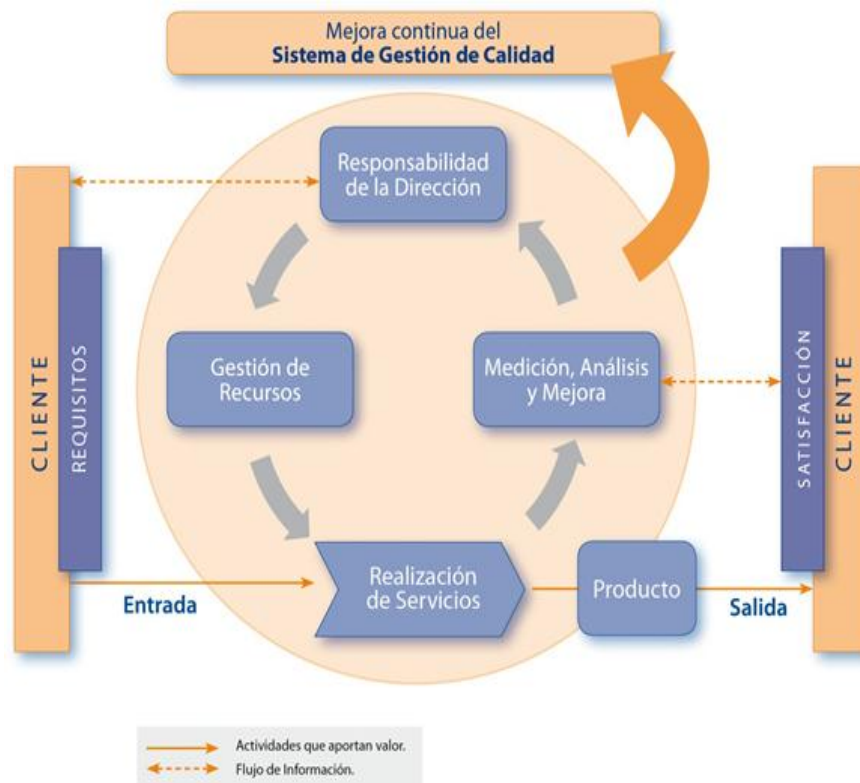 Mejora continua del
Sistema de Gestión de Calidad
Responsabilidad
de la Dirección
CLIENTE
REQUISITOS
Gestión de
Recursos
Medición, Análisis
y Mejora
SATISFACCIÓN
CLIENTE
Entrada
Realización
de Servicios
Producto
Salida
Actividades que aportan valor.
Flujo de Información.